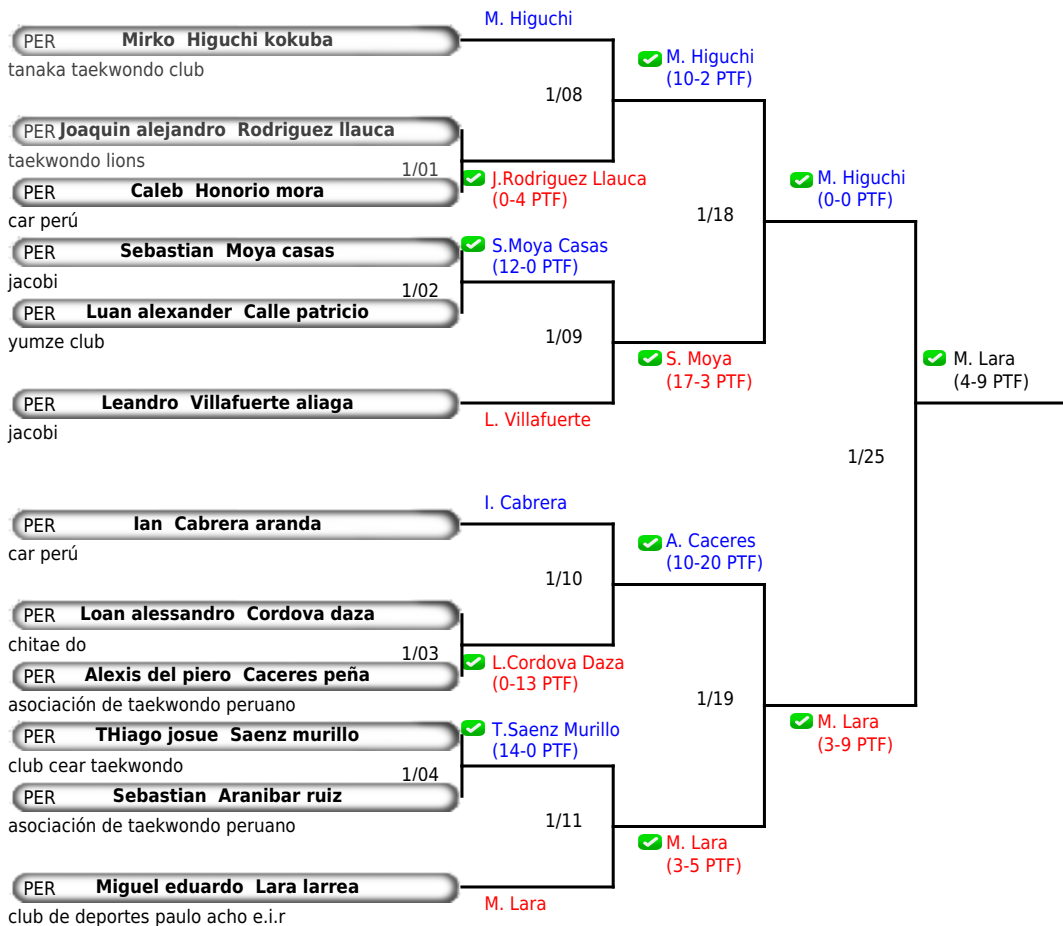 M. Higuchi
PER Mirko Higuchi kokuba
tanaka taekwondo club
M. Higuchi
(10-2 PTF)
1/08
PER Joaquin alejandro Rodriguez llauca
taekwondo lions
1/01
J.Rodriguez Llauca
(0-4 PTF)
PER Caleb Honorio mora
car perú
M. Higuchi
(0-0 PTF)
1/18
PER Sebastian Moya casas
jacobi
S.Moya Casas
(12-0 PTF)
1/02
PER Luan alexander Calle patricio
yumze club
1/09
S. Moya
(17-3 PTF)
M. Lara
(4-9 PTF)
PER Leandro Villafuerte aliaga
jacobi
L. Villafuerte
1/25
I. Cabrera
PER Ian Cabrera aranda
car perú
A. Caceres
(10-20 PTF)
1/10
PER Loan alessandro Cordova daza
chitae do
1/03
L.Cordova Daza
(0-13 PTF)
PER Alexis del piero Caceres peña
asociación de taekwondo peruano
1/19
M. Lara
(3-9 PTF)
PER THiago josue Saenz murillo
club cear taekwondo
T.Saenz Murillo
(14-0 PTF)
1/04
PER Sebastian Aranibar ruiz
asociación de taekwondo peruano
1/11
M. Lara
(3-5 PTF)
PER Miguel eduardo Lara larrea
club de deportes paulo acho e.i.r
M. Lara